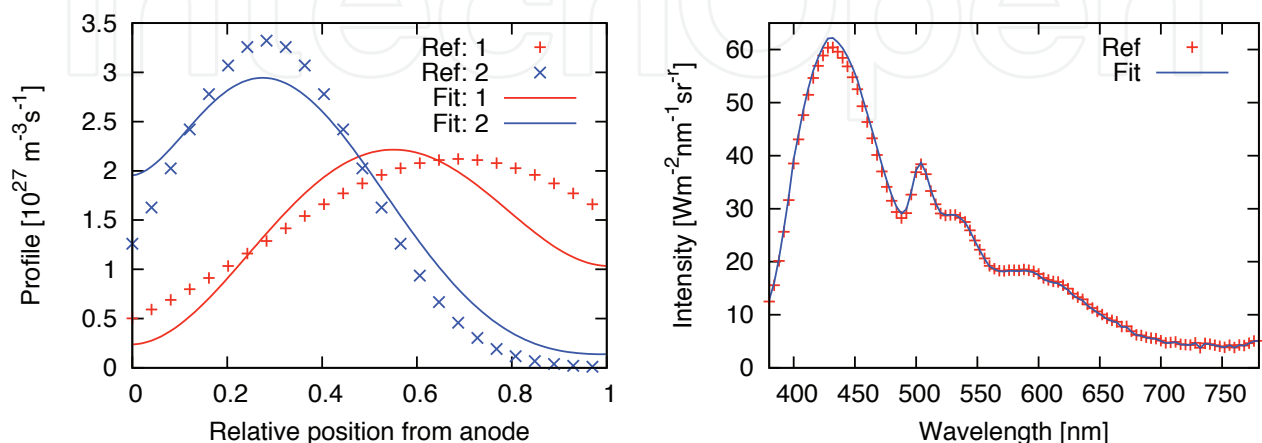 InTechOpen
Profile [10^27 m^-3s^-1]
3.5
3
2.5
2
1.5
1
0.5
0
0 0.2 0.4 0.6 0.8 1
Relative position from anode
Ref: 1
Ref: 2
Fit: 1
Fit: 2
Intensity [Wm^-2nm^-1sr^-r]
60
50
40
30
20
10
0
400 450 500 550 600 650 700 750
Wavelength [nm]
Ref
Fit